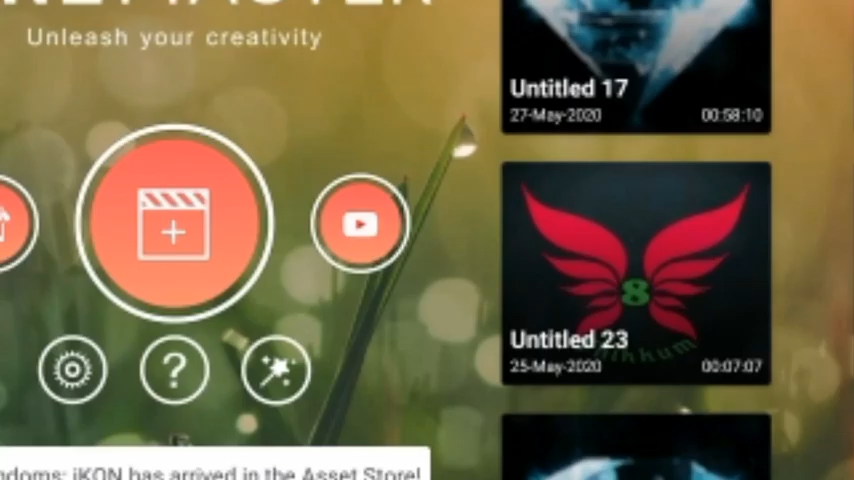 Unleash your creativity
Untitled 17
27-May-2020 00:58:10
8
Untitled 23
25-May-2020 00:07:07
iKON has arrived in the Asset Store!